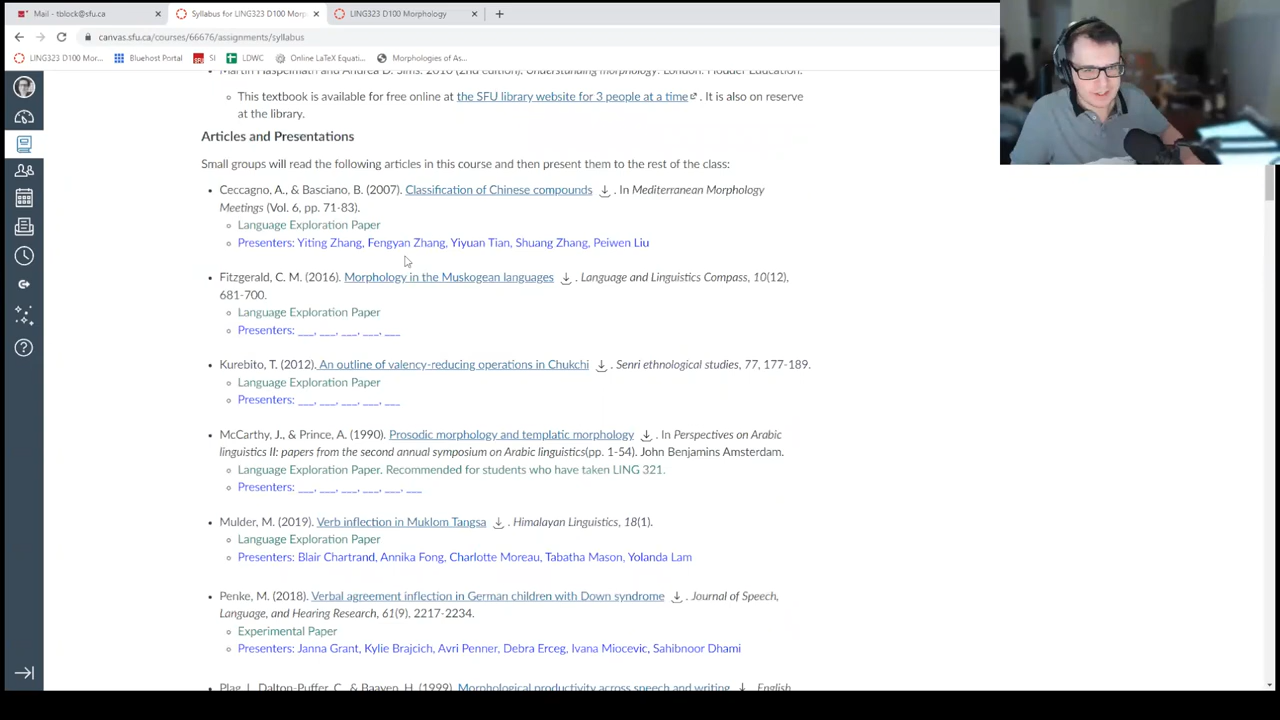 Mail - tblock@sfu.ca
Syllabus for LING323 D100 Morp
LING323 D100 Morphology
canvas.sfu.ca/courses/66676/assignments/syllabus
LING323 D100 Mor...
Bluehost Portal
SI
LDWC
Online LaTeX Equati...
Morphologies of As...
Martin Haspelmath and Andrea D. Sims. 2010 (2nd edition). Understanding morphology. London: Hodder Education.
This textbook is available for free online at the SFU library website for 3 people at a time. It is also on reserve
at the library.
Articles and Presentations
Small groups will read the following articles in this course and then present them to the rest of the class:
Ceccagno, A., & Basciano, B. (2007). Classification of Chinese compounds. In Mediterranean Morphology
Meetings (Vol. 6, pp. 71-83).
Language Exploration Paper
Presenters: Yiting Zhang, Fengyan Zhang, Yiyuan Tian, Shuang Zhang, Peiwen Liu
Fitzgerald, C. M. (2016). Morphology in the Muskogean languages. Language and Linguistics Compass, 10(12),
681-700.
Language Exploration Paper
Presenters: ___, ___, ___, ___, ___
Kurebito, T. (2012). An outline of valency-reducing operations in Chukchi. Senri ethnological studies, 77, 177-189.
Language Exploration Paper
Presenters: ___, ___, ___, ___, ___
McCarthy, J., & Prince, A. (1990). Prosodic morphology and templatic morphology. In Perspectives on Arabic
linguistics II: papers from the second annual symposium on Arabic linguistics(pp. 1-54). John Benjamins Amsterdam.
Language Exploration Paper. Recommended for students who have taken LING 321.
Presenters: ___, ___, ___, ___, ___, ___
Mulder, M. (2019). Verb inflection in Muklom Tangsa. Himalayan Linguistics, 18(1).
Language Exploration Paper
Presenters: Blair Chartrand, Annika Fong, Charlotte Moreau, Tabatha Mason, Yolanda Lam
Penke, M. (2018). Verbal agreement inflection in German children with Down syndrome. Journal of Speech,
Language, and Hearing Research, 61(9), 2217-2234.
Experimental Paper
Presenters: Janna Grant, Kylie Brajcich, Avri Penner, Debra Erceg, Ivana Miocevic, Sahibnoor Dhami
Plag, I., Dalton-Puffer, C., & Baayen, H. (1999). Morphological productivity across speech and writing. English